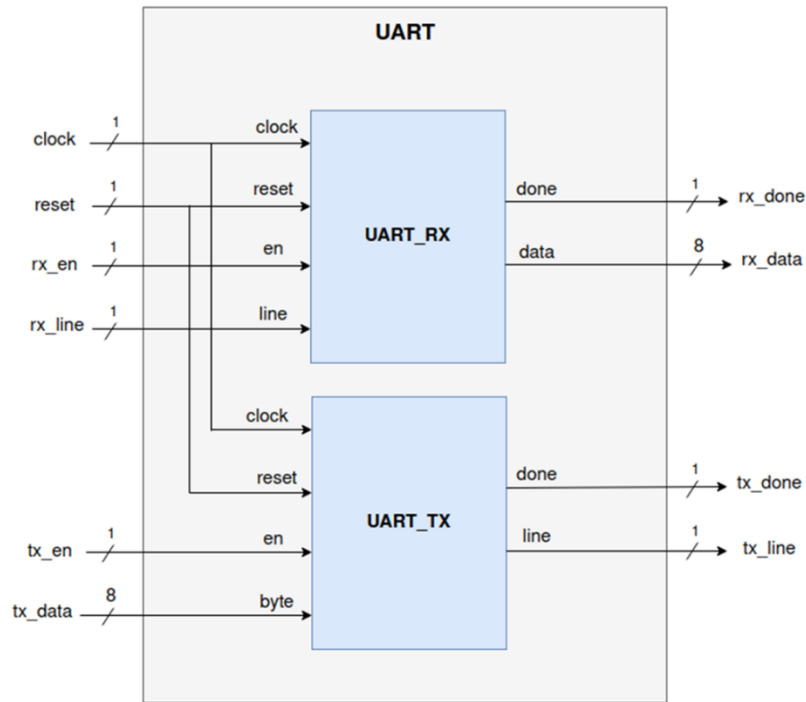 UART
1
clock
clock
1
reset
reset
done
1
rx_done
UART_RX
1
rx_en
en
data
8
rx_data
1
rx_line
line
clock
reset
done
1
tx_done
UART_TX
1
tx_en
en
line
1
tx_line
8
tx_data
byte